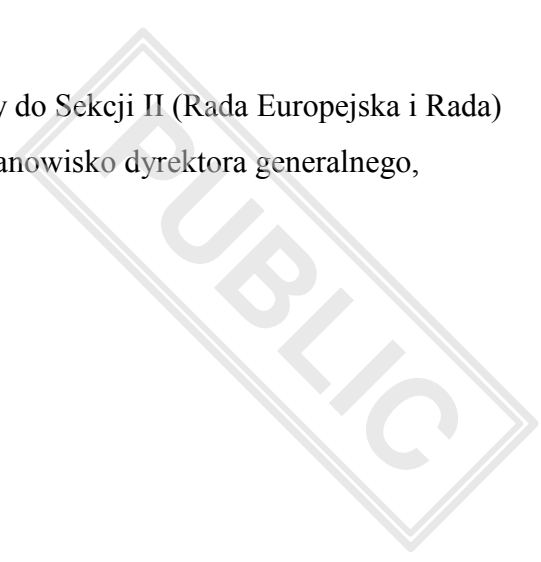 y do Sekcji II (Rada Europejska i Rada)
anowisko dyrektora generalnego,
PUBLIC